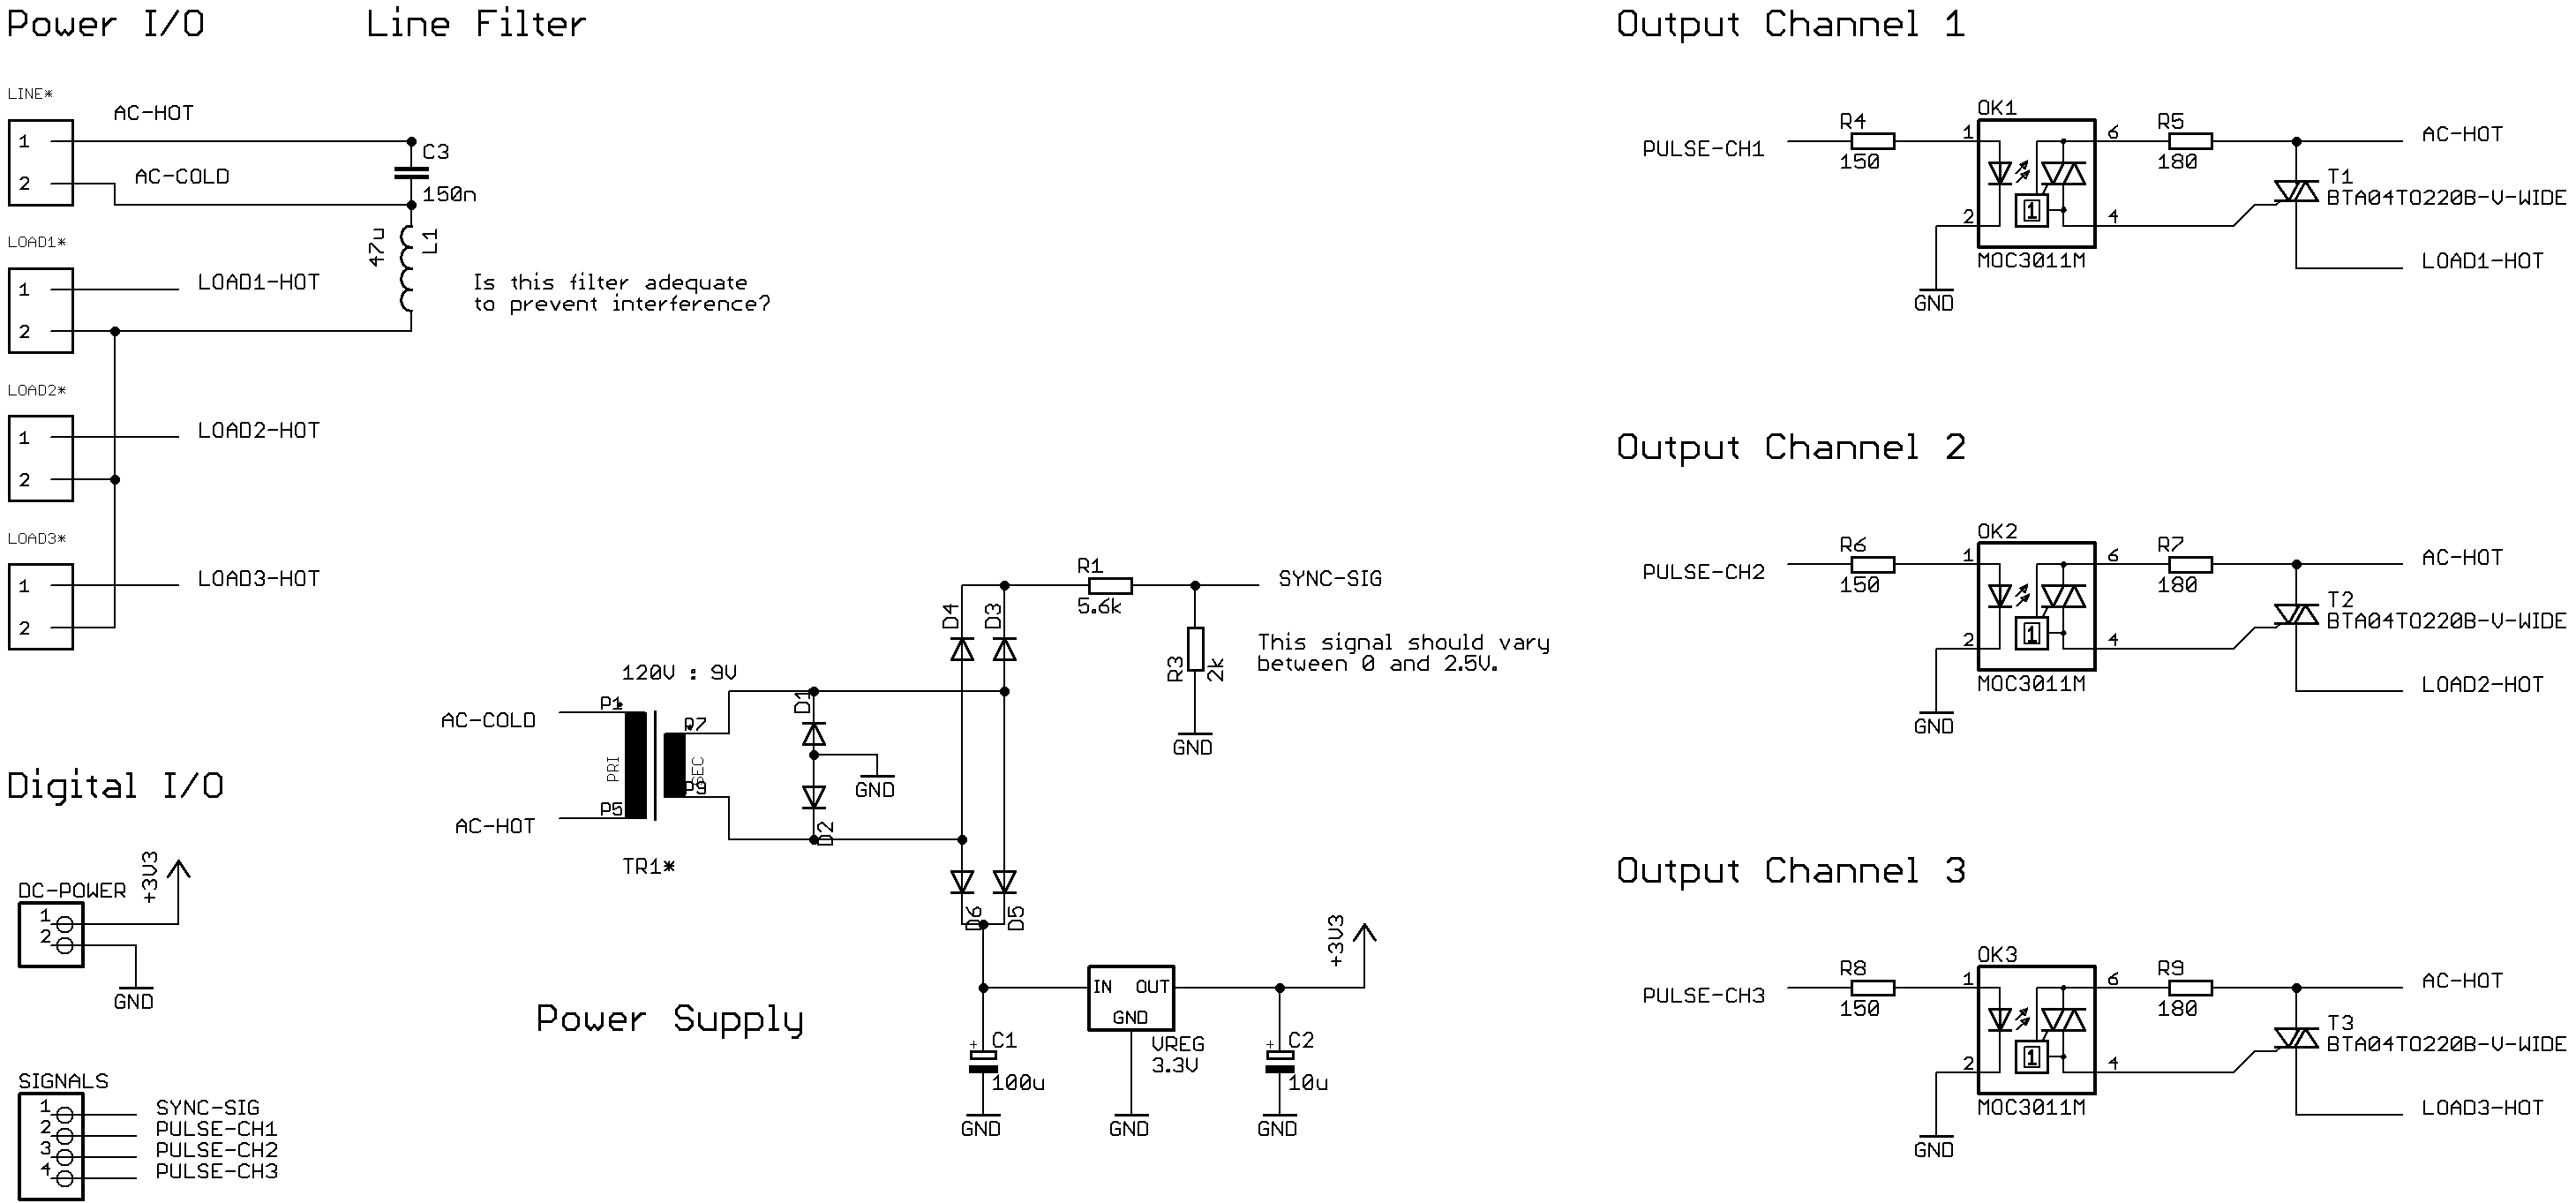 Power I/O
Line Filter
LINE*
1
2
AC-HOT
AC-COLD
C3
150n
47u
L1
Is this filter adequate
to prevent interference?
LOAD1*
1
2
LOAD1-HOT
LOAD2*
1
2
LOAD2-HOT
LOAD3*
1
2
LOAD3-HOT
Digital I/O
DC-POWER
1
2
+3V3
GND
SIGNALS
1
2
3
4
SYNC-SIG
PULSE-CH1
PULSE-CH2
PULSE-CH3
120V : 9V
AC-COLD
AC-HOT
P1
P5
PRI
SEC
P7
P9
TR1*
D1
D2
GND
D4
D3
D6
D5
R1
5.6k
SYNC-SIG
R3
2k
GND
This signal should vary
between 0 and 2.5V.
Power Supply
C1
100u
+
GND
IN
OUT
GND
VREG
3.3V
GND
C2
10u
+
GND
+3V3
Output Channel 1
PULSE-CH1
R4
150
OK1
1
2
6
4
1
MOC3011M
GND
R5
180
AC-HOT
T1
BTA04TO220B-V-WIDE
LOAD1-HOT
Output Channel 2
PULSE-CH2
R6
150
OK2
1
2
6
4
1
MOC3011M
GND
R7
180
AC-HOT
T2
BTA04TO220B-V-WIDE
LOAD2-HOT
Output Channel 3
PULSE-CH3
R8
150
OK3
1
2
6
4
1
MOC3011M
GND
R9
180
AC-HOT
T3
BTA04TO220B-V-WIDE
LOAD3-HOT